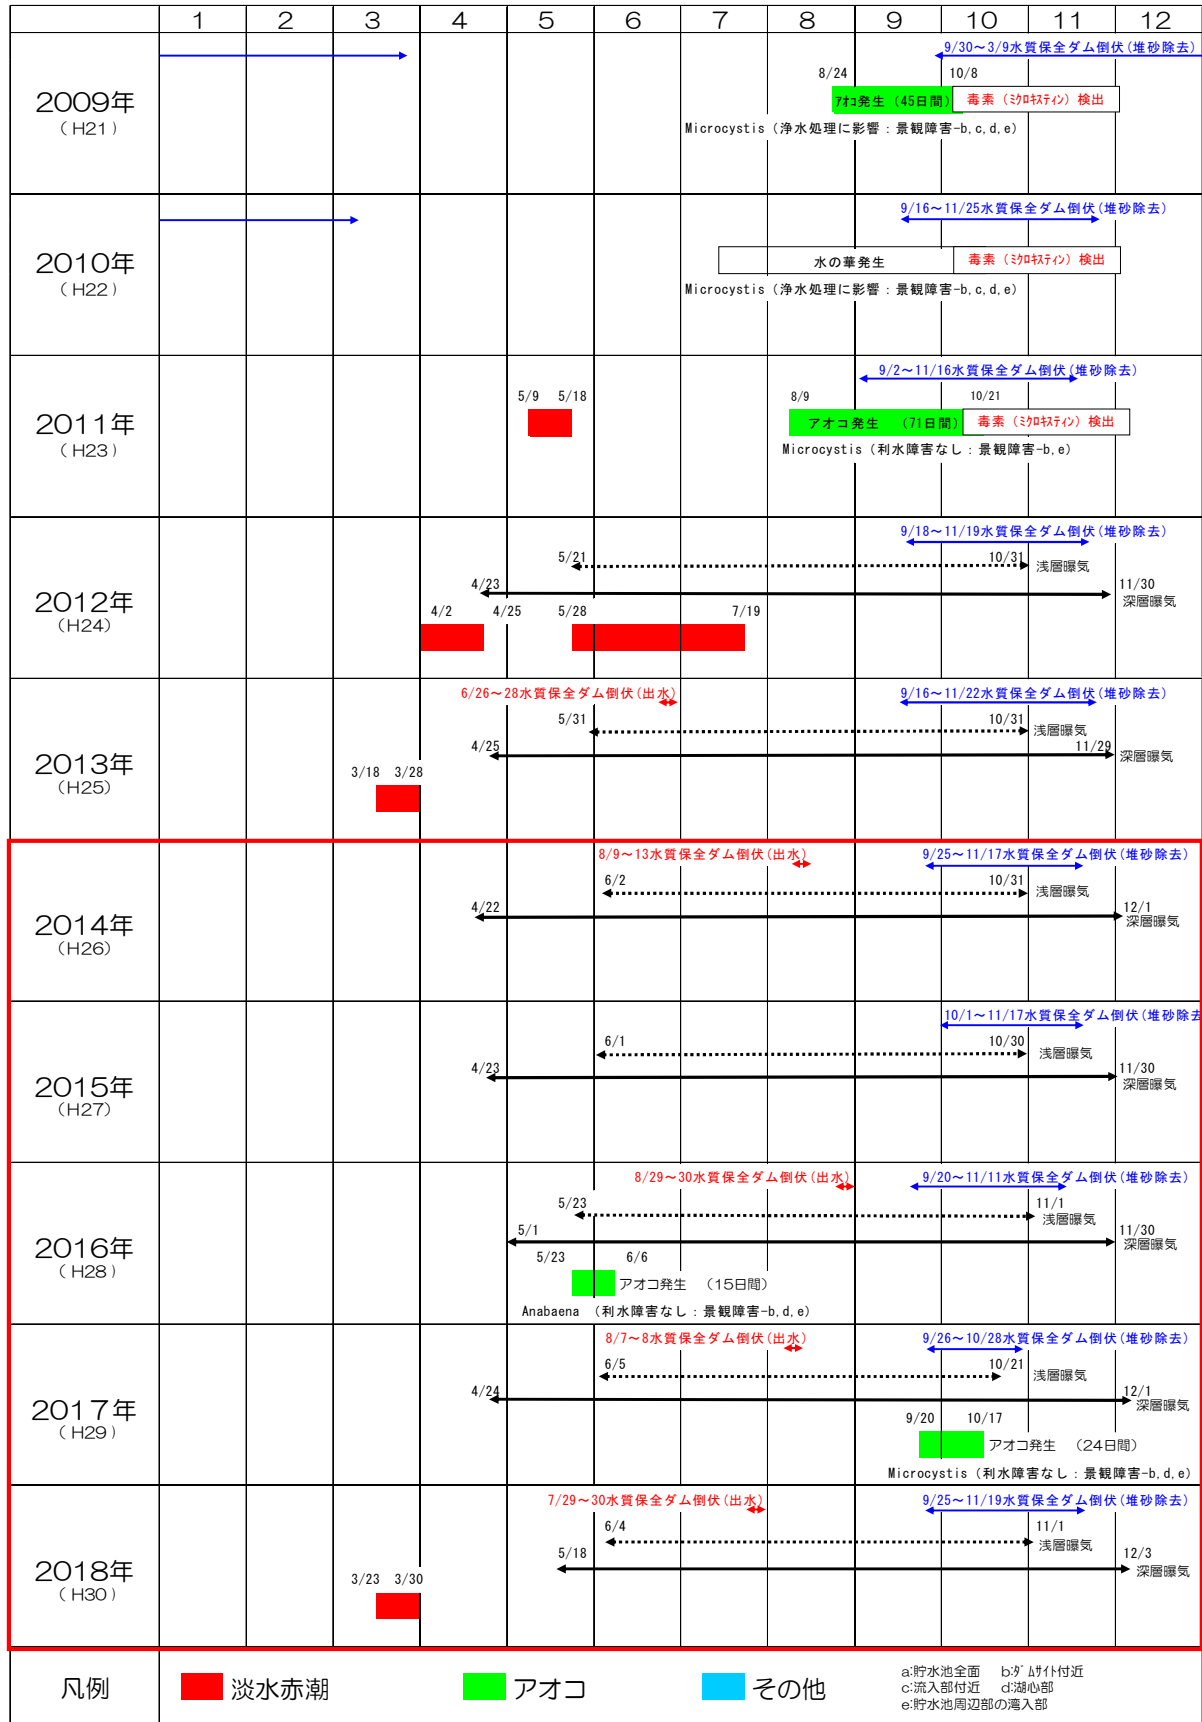 1 2 3 4 5 6 7 8 9 10 11 12
9/30～3/9水質保全ダム倒伏(堆砂除去)
8/24 10/8
2009年
(H21)
アオコ発生（45日間） 毒素（ミクロキスティン）検出
Microcystis（浄水処理に影響：景観障害-b,c,d,e）
9/16～11/25水質保全ダム倒伏(堆砂除去)
2010年
(H22)
水の華発生 毒素（ミクロキスティン）検出
Microcystis（浄水処理に影響：景観障害-b,c,d,e）
9/2～11/16水質保全ダム倒伏(堆砂除去)
5/9 5/18 8/9 10/21
2011年
(H23)
アオコ発生 （71日間） 毒素（ミクロキスティン）検出
Microcystis（利水障害なし：景観障害-b,e）
9/18～11/19水質保全ダム倒伏(堆砂除去)
5/21 10/31 浅層曝気
4/23 11/30 深層曝気
2012年
(H24)
4/2 4/25 5/28 7/19
6/26～28水質保全ダム倒伏(出水) 9/16～11/22水質保全ダム倒伏(堆砂除去)
5/31 10/31 浅層曝気
4/25 11/29 深層曝気
2013年
(H25)
3/18 3/28
8/9～13水質保全ダム倒伏(出水) 9/25～11/17水質保全ダム倒伏(堆砂除去)
6/2 10/31 浅層曝気
4/22 12/1 深層曝気
2014年
(H26)
10/1～11/17水質保全ダム倒伏(堆砂除去
6/1 10/30 浅層曝気
4/23 11/30 深層曝気
2015年
(H27)
8/29～30水質保全ダム倒伏(出水) 9/20～11/11水質保全ダム倒伏(堆砂除去)
5/23 11/1 浅層曝気
5/1 11/30 深層曝気
2016年
(H28)
5/23 6/6
アオコ発生 （15日間）
Anabaena （利水障害なし：景観障害-b,d,e）
8/7～8水質保全ダム倒伏(出水) 9/26～10/28水質保全ダム倒伏(堆砂除去)
6/5 10/21 浅層曝気
4/24 12/1 深層曝気
2017年
(H29)
9/20 10/17
アオコ発生 （24日間）
Microcystis（利水障害なし：景観障害-b,d,e）
7/29～30水質保全ダム倒伏(出水) 9/25～11/19水質保全ダム倒伏(堆砂除去)
6/4 11/1 浅層曝気
5/18 12/3 深層曝気
2018年
(H30)
3/23 3/30
凡例 淡水赤潮 アオコ その他
a:貯水池全面 b:ダムサイト付近
c:流入部付近 d:湖心部
e:貯水池周辺部の湾入部